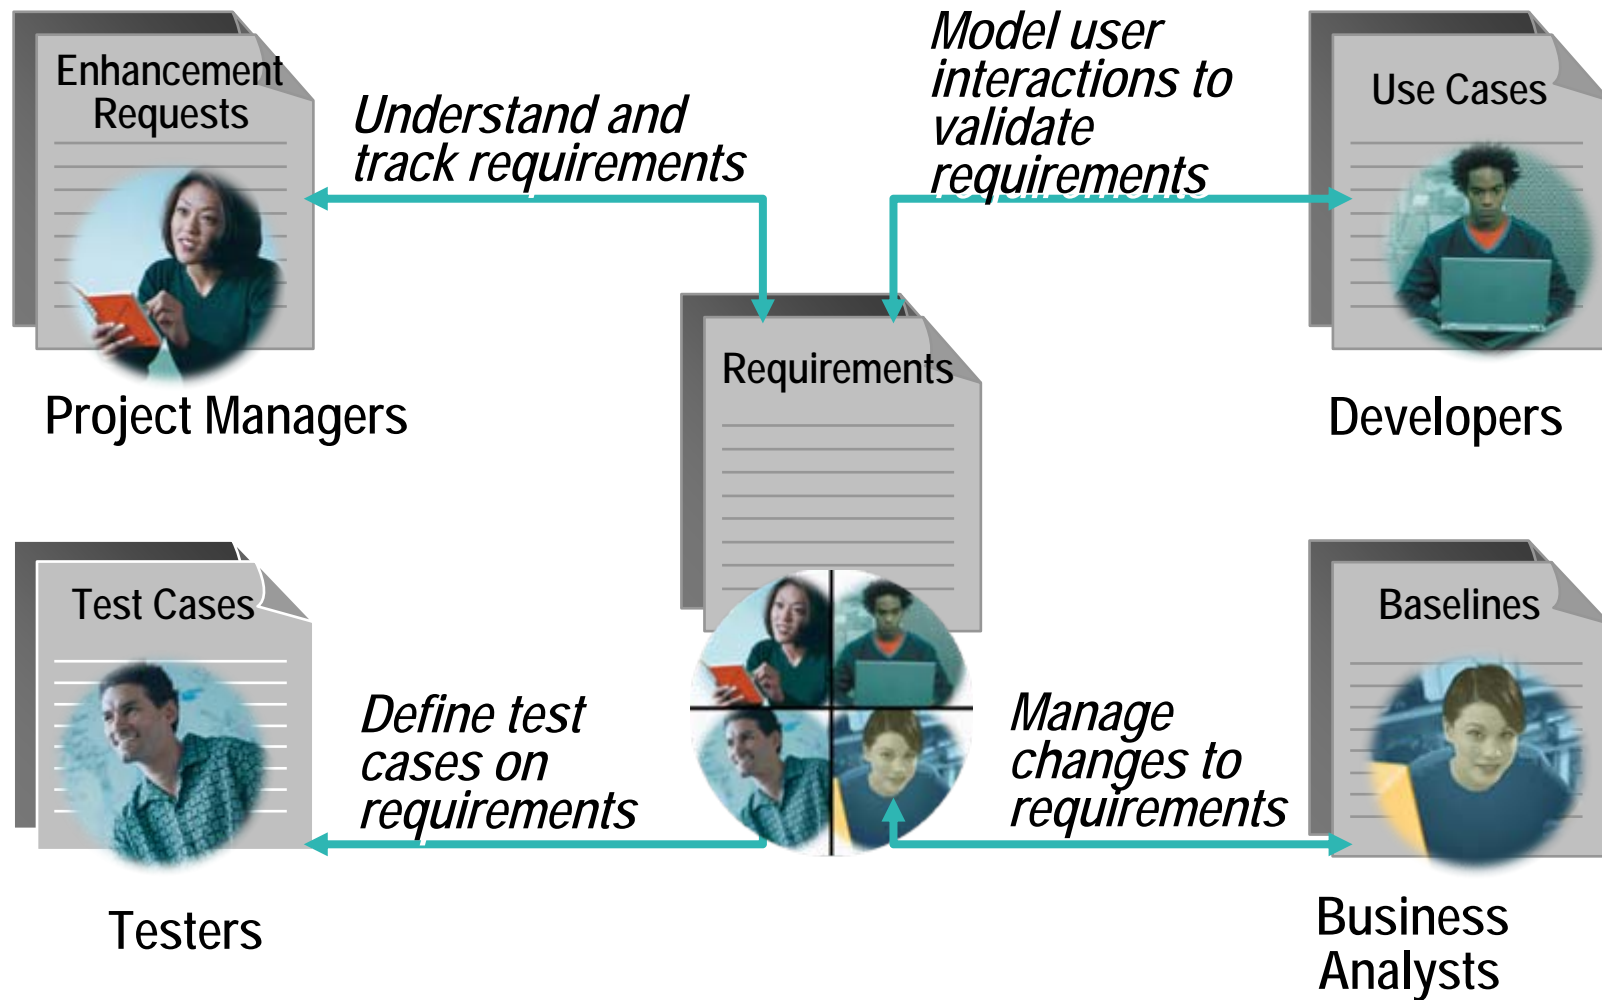 Enhancement
Requests
Understand and
track requirements
Project Managers
Model user
interactions to
validate
requirements
Use Cases
Developers
Requirements
Test Cases
Define test
cases on
requirements
Testers
Manage
changes to
requirements
Baselines
Business
Analysts